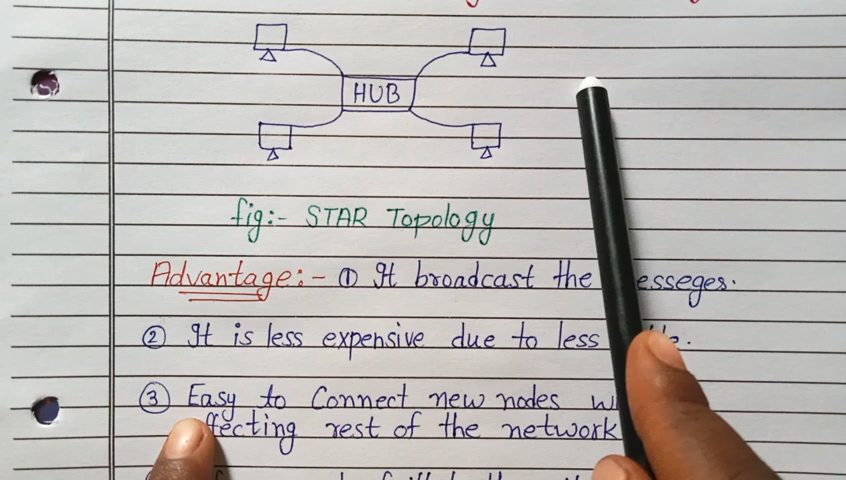 HUB
fig:- STAR Topology
Advantage:- ① It broadcast the esseges.
② It is less expensive due to less
③ Easy to Connect new nodes w
ffecting rest of the network